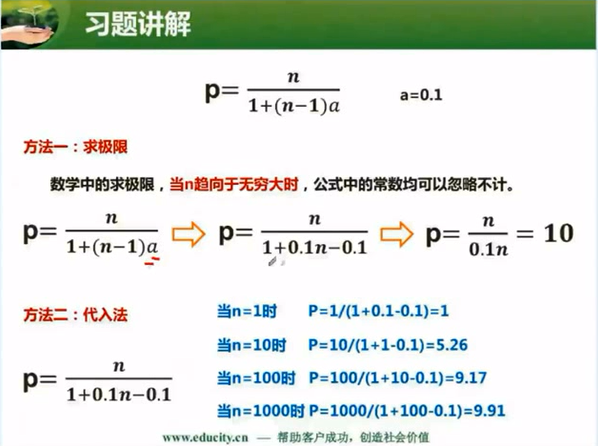 习题讲解
p= n/(1+(n−1)a) a=0.1
方法一：求极限
数学中的求极限，当n趋向于无穷大时，公式中的常数均可以忽略不计。
p= n/(1+(n−1)a) ⇨ p= n/(1+0.1n−0.1) ⇨ p= n/(0.1n) = 10
方法二：代入法
当n=1时 P=1/(1+0.1-0.1)=1
当n=10时 P=10/(1+1-0.1)=5.26
p= n/(1+0.1n−0.1)
当n=100时 P=100/(1+10-0.1)=9.17
当n=1000时 P=1000/(1+100-0.1)=9.91
www.educity.cn — 帮助客户成功，创造社会价值